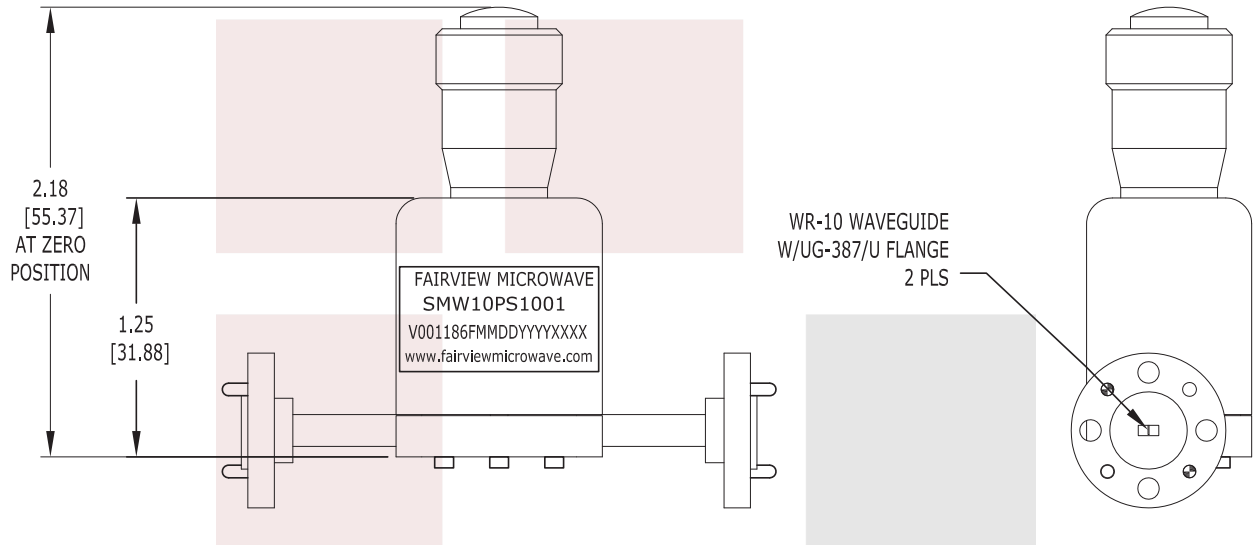 2.18
[55.37]
AT ZERO
POSITION
1.25
[31.88]
FAIRVIEW MICROWAVE
SMW10PS1001
V001186FMMDDYYYYXXXX
www.fairviewmicrowave.com
WR-10 WAVEGUIDE
W/UG-387/U FLANGE
2 PLS